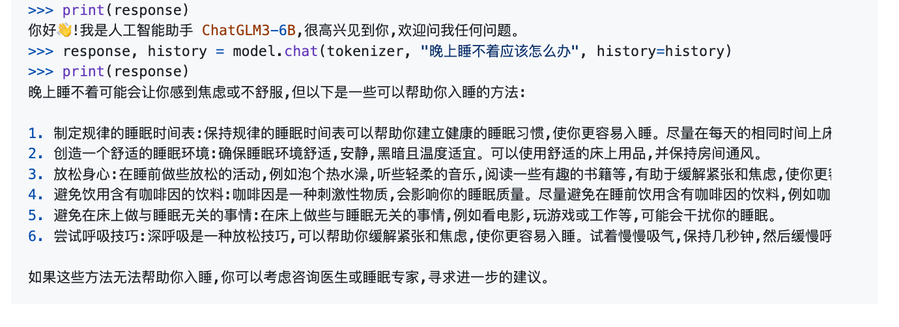 >>> print(response)
你好👋!我是人工智能助手 ChatGLM3-6B,很高兴见到你,欢迎问我任何问题。
>>> response, history = model.chat(tokenizer, "晚上睡不着应该怎么办", history=history)
>>> print(response)
晚上睡不着可能会让你感到焦虑或不舒服,但以下是一些可以帮助你入睡的方法:
1. 制定规律的睡眠时间表:保持规律的睡眠时间表可以帮助你建立健康的睡眠习惯,使你更容易入睡。尽量在每天的相同时间上床
2. 创造一个舒适的睡眠环境:确保睡眠环境舒适,安静,黑暗且温度适宜。可以使用舒适的床上用品,并保持房间通风。
3. 放松身心:在睡前做些放松的活动,例如泡个热水澡,听些轻柔的音乐,阅读一些有趣的书籍等,有助于缓解紧张和焦虑,使你更
4. 避免饮用含有咖啡因的饮料:咖啡因是一种刺激性物质,会影响你的睡眠质量。尽量避免在睡前饮用含有咖啡因的饮料,例如咖
5. 避免在床上做与睡眠无关的事情:在床上做些与睡眠无关的事情,例如看电影,玩游戏或工作等,可能会干扰你的睡眠。
6. 尝试呼吸技巧:深呼吸是一种放松技巧,可以帮助你缓解紧张和焦虑,使你更容易入睡。试着慢慢吸气,保持几秒钟,然后缓慢呼
如果这些方法无法帮助你入睡,你可以考虑咨询医生或睡眠专家,寻求进一步的建议。